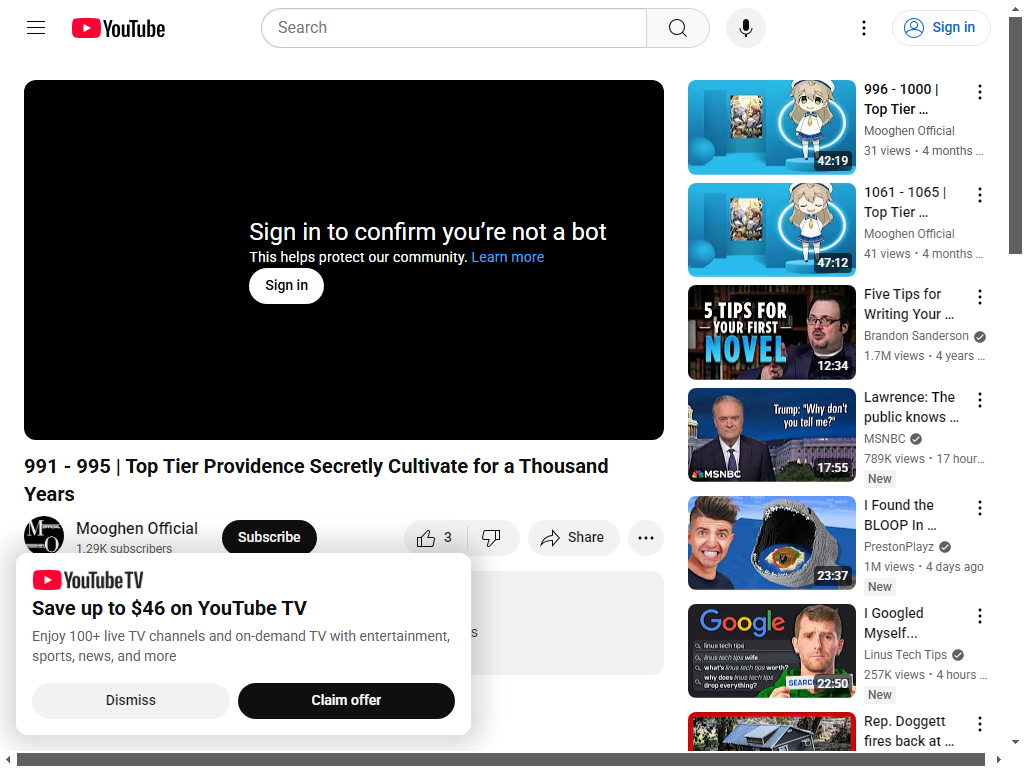 YouTube
Search
Sign in
Sign in to confirm you’re not a bot
This helps protect our community. Learn more
Sign in
991 - 995 | Top Tier Providence Secretly Cultivate for a Thousand
Years
Mooghen Official
1.29K subscribers
Subscribe
3
Share
s
YouTube TV
Save up to $46 on YouTube TV
Enjoy 100+ live TV channels and on-demand TV with entertainment,
sports, news, and more
Dismiss
Claim offer
42:19
996 - 1000 |
Top Tier ...
Mooghen Official
31 views • 4 months ...
47:12
1061 - 1065 |
Top Tier ...
Mooghen Official
41 views • 4 months ...
5 TIPS FOR
YOUR FIRST
NOVEL
12:34
Five Tips for
Writing Your ...
Brandon Sanderson
1.7M views • 4 years ...
Trump: "Why don't
you tell me?"
MSNBC
17:55
Lawrence: The
public knows ...
MSNBC
789K views • 17 hour...
New
23:37
I Found the
BLOOP In ...
PrestonPlayz
1M views • 4 days ago
New
Google
linus tech tips
linus tech tips wife
what's linus tech tips worth?
why does linus tech tips
drop everything?
SEARCH
22:50
I Googled
Myself...
Linus Tech Tips
257K views • 4 hours ...
New
Rep. Doggett
fires back at ...